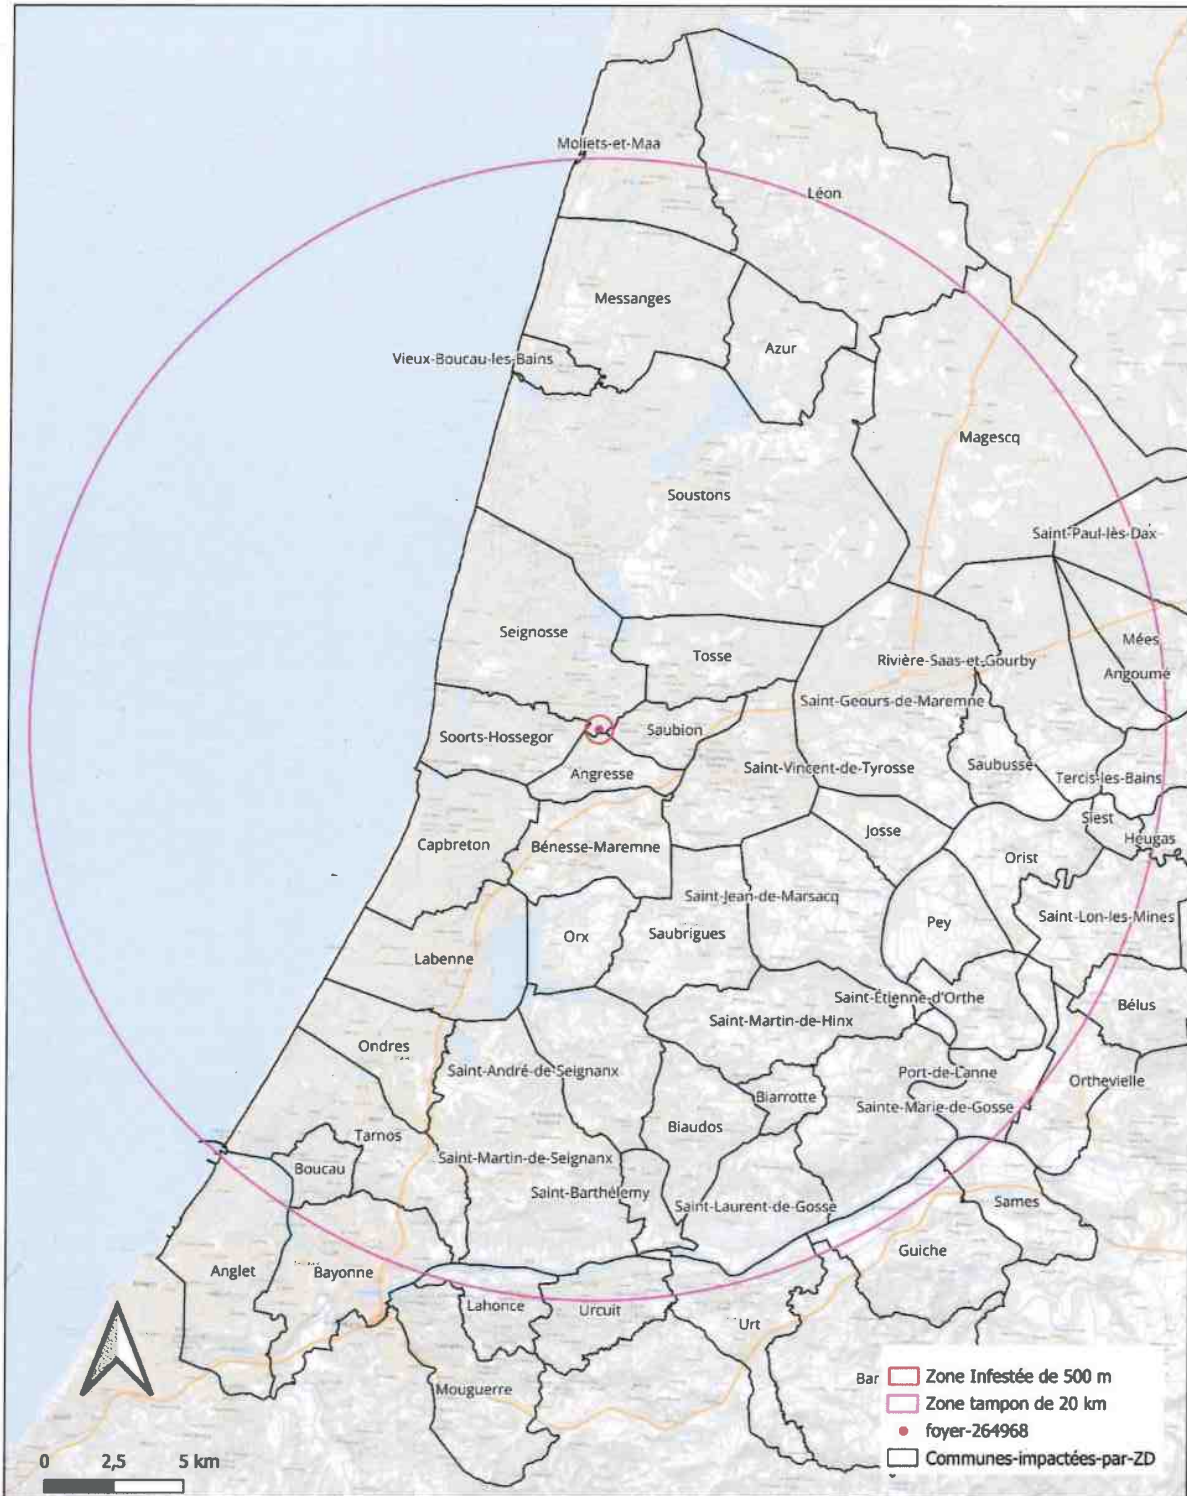 Moliets-et-Maa
Léon
Messanges
Azur
Vieux-Boucau-les-Bains
Magescq
Soustons
Saint-Paul-lès-Dax
Seignosse
Mées
Tosse
Rivière-Saas-et-Gourby
Angoumé
Saint-Geours-de-Maremne
Saubion
Soorts-Hossegor
Angresse
Saint-Vincent-de-Tyrosse
Saubusse
Tercis-les-Bains
Siest
Josse
Heugas
Capbreton
Bénesse-Maremne
Orist
Saint-Jean-de-Marsacq
Saint-Lon-les-Mines
Pey
Orx
Saubrigues
Labenne
Saint-Étienne-d'Orthe
Bélus
Saint-Martin-de-Hinx
Ondres
Saint-André-de-Seignanx
Port-de-Lanne
Orthevielle
Biarrotte
Sainte-Marie-de-Gosse
Biaudos
Tarnos
Saint-Martin-de-Seignanx
Boucau
Saint-Barthélemy
Saint-Laurent-de-Gosse
Sames
Guiche
Anglet
Bayonne
Lahonce
Urcuit
Urt
Bar
Mouguerre
Zone Infestée de 500 m
Zone tampon de 20 km
foyer-264968
Communes-impactées-par-ZD
0 2,5 5 km